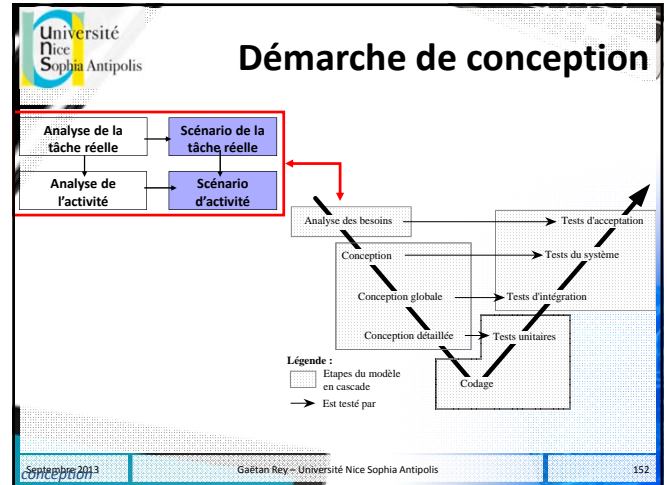 Université
Nice
Sophia Antipolis
Démarche de conception
Analyse de la
tâche réelle
Scénario de la
tâche réelle
Analyse de
l'activité
Scénario
d'activité
Analyse des besoins
Tests d'acceptation
Conception
Tests du système
Conception globale
Tests d'intégration
Conception détaillée
Tests unitaires
Codage
Légende :
Etapes du modèle
en cascade
Est testé par
Septembre 2013
conception
Gaëtan Rey – Université Nice Sophia Antipolis
152